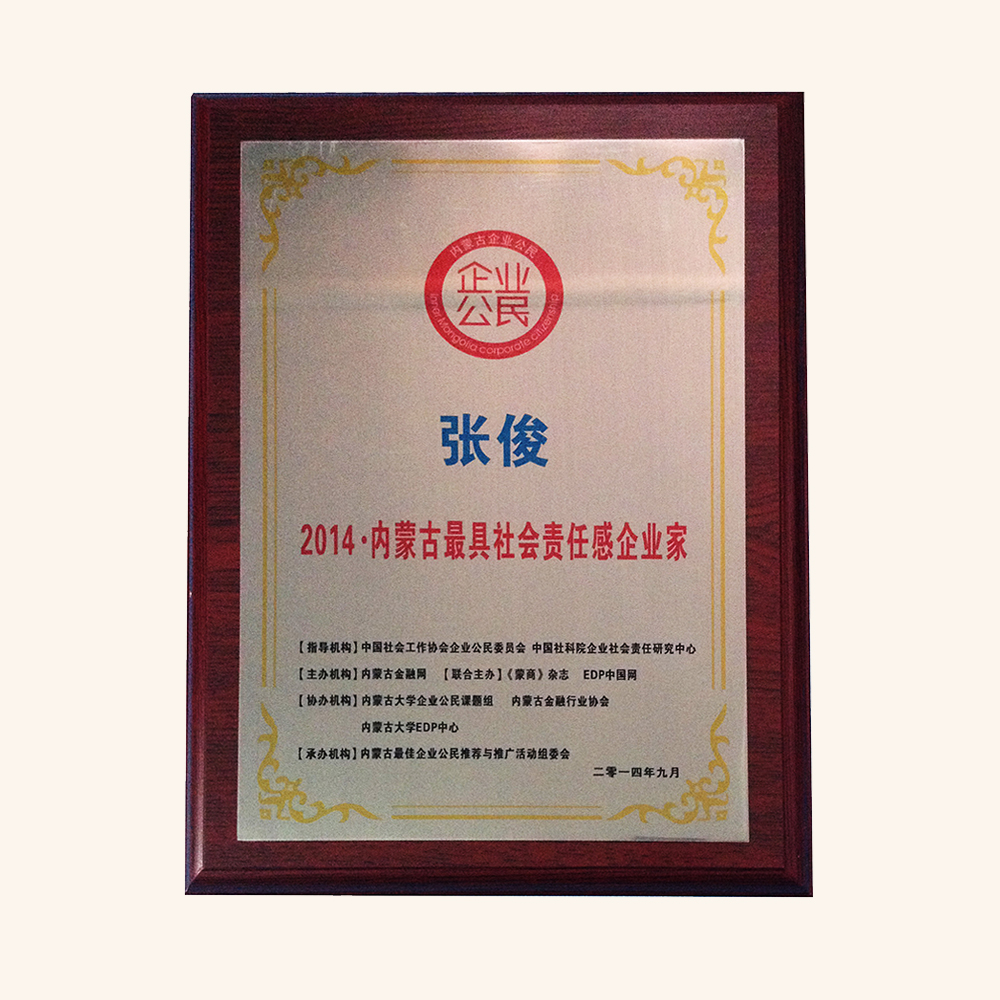 内蒙古企业公民
企业
公民
Inner Mongolia corporate citizenship
张俊
2014·内蒙古最具社会责任感企业家
【指导机构】中国社会工作协会企业公民委员会 中国社科院企业社会责任研究中心
【主办机构】内蒙古金融网 【联合主办】《蒙商》杂志 EDP中国网
【协办机构】内蒙古大学企业公民课题组 内蒙古金融行业协会
内蒙古大学EDP中心
【承办机构】内蒙古最佳企业公民推荐与推广活动组委会
二零一四年九月